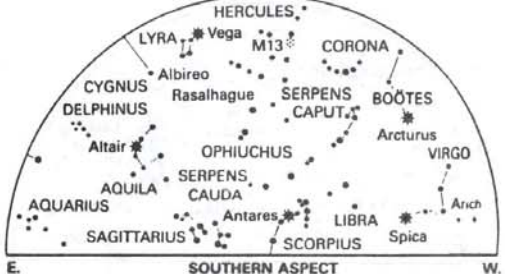 HERCULES
LYRA
Vega
M13
CORONA
CYGNUS
Albireo
Rasalhague
SERPENS
CAPUT
BOÖTES
DELPHINUS
Arcturus
Altair
OPHIUCHUS
VIRGO
AQUILA
SERPENS
CAUDA
AQUARIUS
Antares
LIBRA
Arich
SAGITTARIUS
SCORPIUS
Spica
E.
SOUTHERN ASPECT
W.